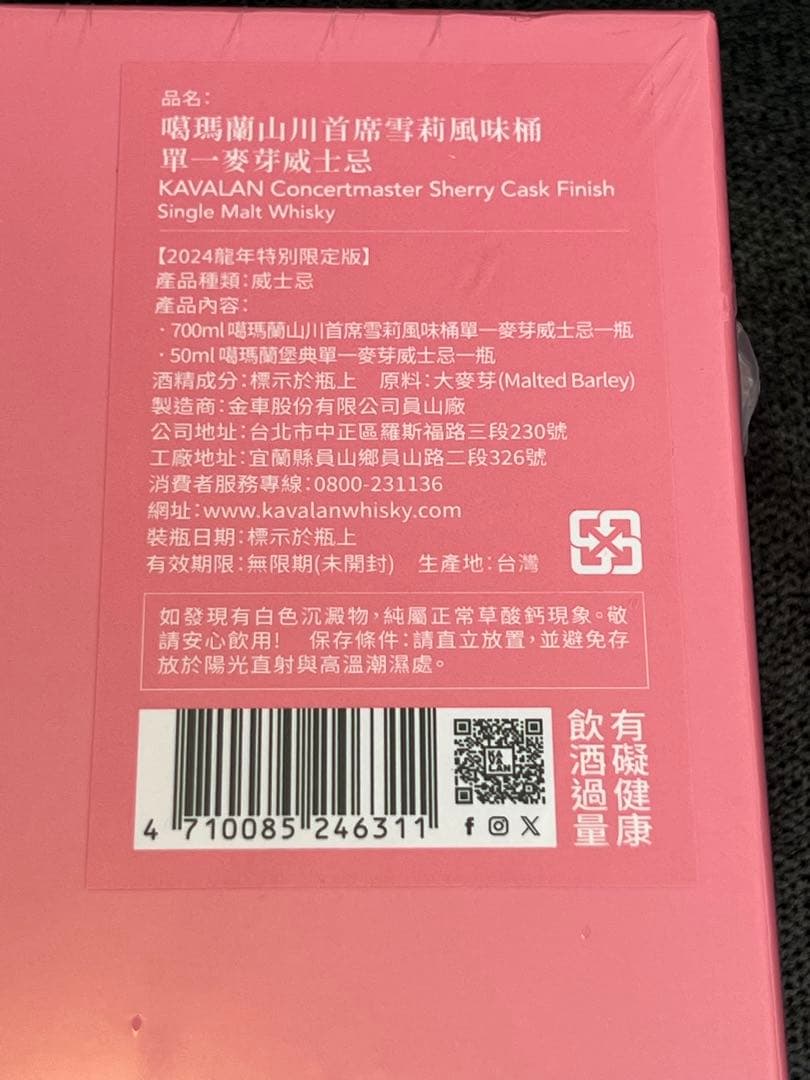 品名：
噶瑪蘭山川首席雪莉風味桶
單一麥芽威士忌
KAVALAN Concertmaster Sherry Cask Finish
Single Malt Whisky
【2024龍年特別限定版】
產品種類：威士忌
產品內容：
・700ml 噶瑪蘭山川首席雪莉風味桶單一麥芽威士忌一瓶
・50ml 噶瑪蘭堡典單一麥芽威士忌一瓶
酒精成分：標示於瓶上 原料：大麥芽(Malted Barley)
製造商：金車股份有限公司員山廠
公司地址：台北市中正區羅斯福路三段230號
工廠地址：宜蘭縣員山鄉員山路二段326號
消費者服務專線：0800-231136
網址：www.kavalanwhisky.com
裝瓶日期：標示於瓶上
有效期限：無限期(未開封) 生產地：台灣
如發現有白色沉澱物，純屬正常草酸鈣現象。敬
請安心飲用！ 保存條件：請直立放置，並避免存
放於陽光直射與高溫潮濕處。
KA
VA
LAN
4 710085 246311
飲酒過量
有礙健康